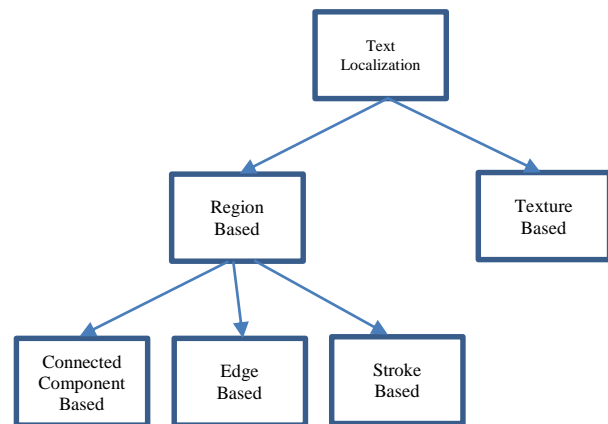 Text
Localization
Region
Based
Texture
Based
Connected
Component
Based
Edge
Based
Stroke
Based